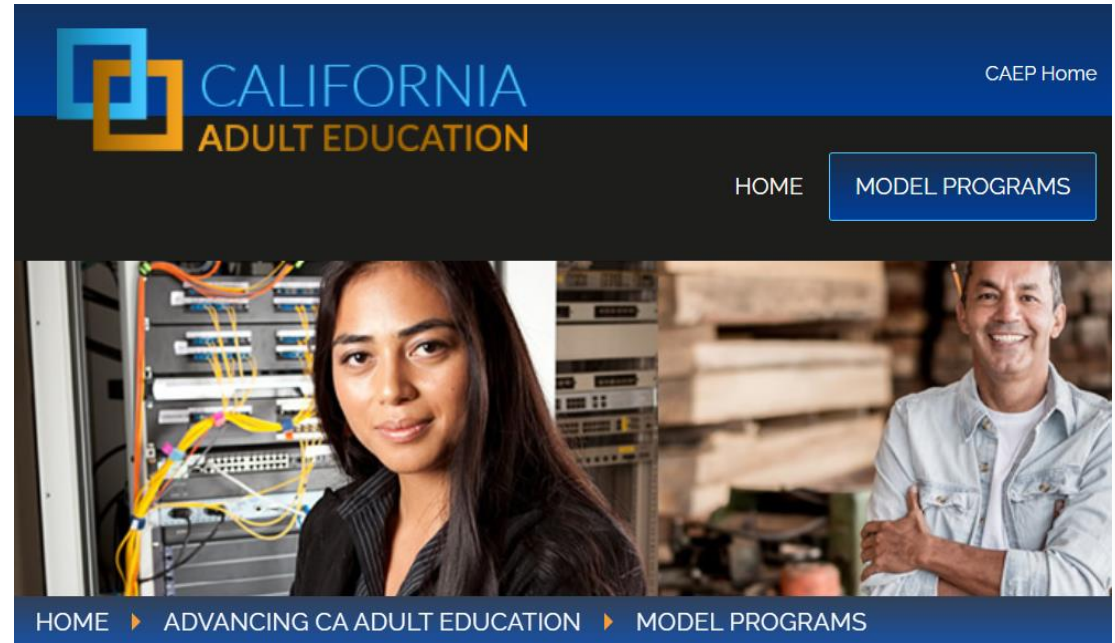 CALIFORNIA
ADULT EDUCATION
CAEP Home
HOME MODEL PROGRAMS
HOME ADVANCING CA ADULT EDUCATION MODEL PROGRAMS